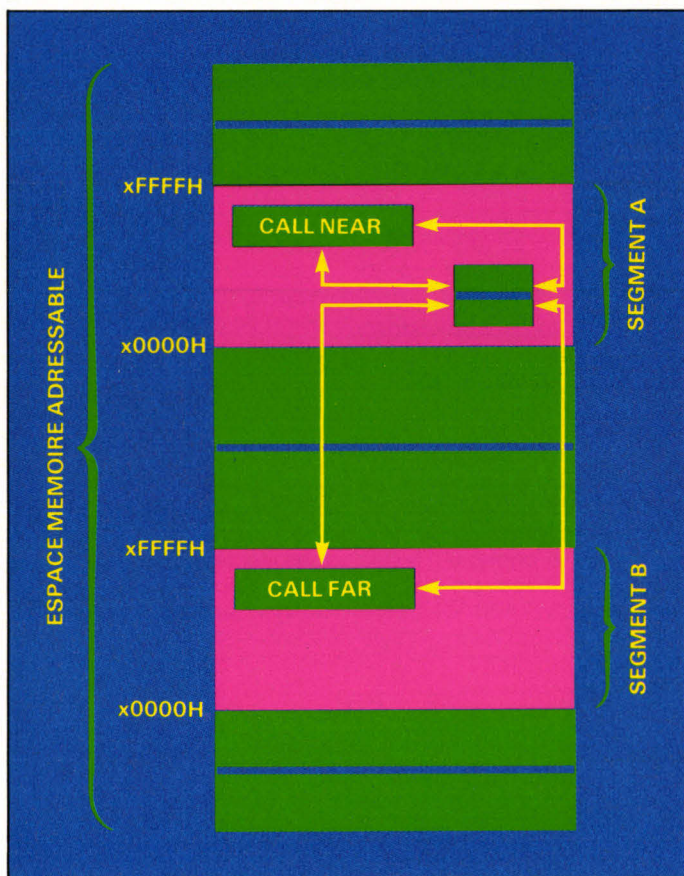 ESPACE MEMOIRE ADRESSABLE
xFFFFH
CALL NEAR
SEGMENT A
x0000H
xFFFFH
CALL FAR
SEGMENT B
x0000H